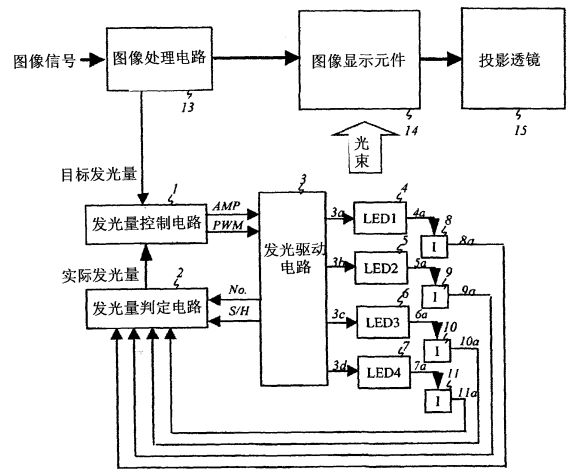 图像信号
图像处理电路
13
图像显示元件
14
投影透镜
15
光束
目标发光量
1
发光量控制电路
AMP
PWM
实际发光量
2
发光量判定电路
No.
S/H
3
发光驱动电路
3a
LED1
4
4a
8
I
8a
3b
LED2
5
5a
9
I
9a
3c
LED3
6
6a
10
I
10a
3d
LED4
7
7a
11
I
11a